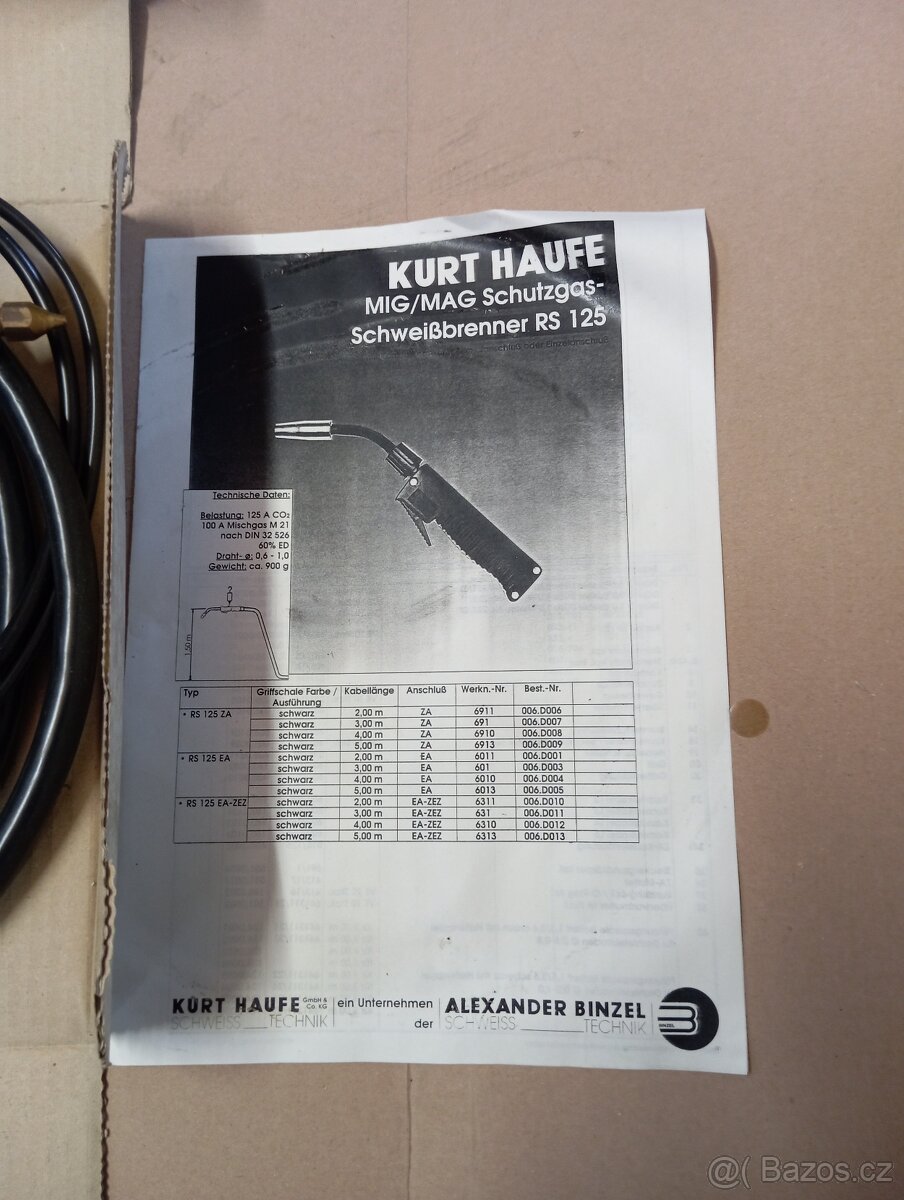 KURT HAUFE
MIG/MAG Schutzgas-
Schweißbrenner RS 125
schluß oder Einzelanschluß
Technische Daten:
Belastung: 125 A CO₂
100 A Mischgas M 21
nach DIN 32 526
60% ED
Draht- ø: 0,6 - 1,0
Gewicht: ca. 900 g
1,50 m
Typ Griffschale Farbe / Ausführung Kabellänge Anschluß Werkn.-Nr. Best.-Nr.
• RS 125 ZA schwarz 2,00 m ZA 6911 006.D006
schwarz 3,00 m ZA 691 006.D007
schwarz 4,00 m ZA 6910 006.D008
schwarz 5,00 m ZA 6913 006.D009
• RS 125 EA schwarz 2,00 m EA 6011 006.D001
schwarz 3,00 m EA 601 006.D003
schwarz 4,00 m EA 6010 006.D004
schwarz 5,00 m EA 6013 006.D005
• RS 125 EA-ZEZ schwarz 2,00 m EA-ZEZ 6311 006.D010
schwarz 3,00 m EA-ZEZ 631 006.D011
schwarz 4,00 m EA-ZEZ 6310 006.D012
schwarz 5,00 m EA-ZEZ 6313 006.D013
KURT HAUFE GmbH & Co. KG
SCHWEISS TECHNIK
ein Unternehmen
der
ALEXANDER BINZEL
SCHWEISS TECHNIK
BINZEL
@( Bazos.cz